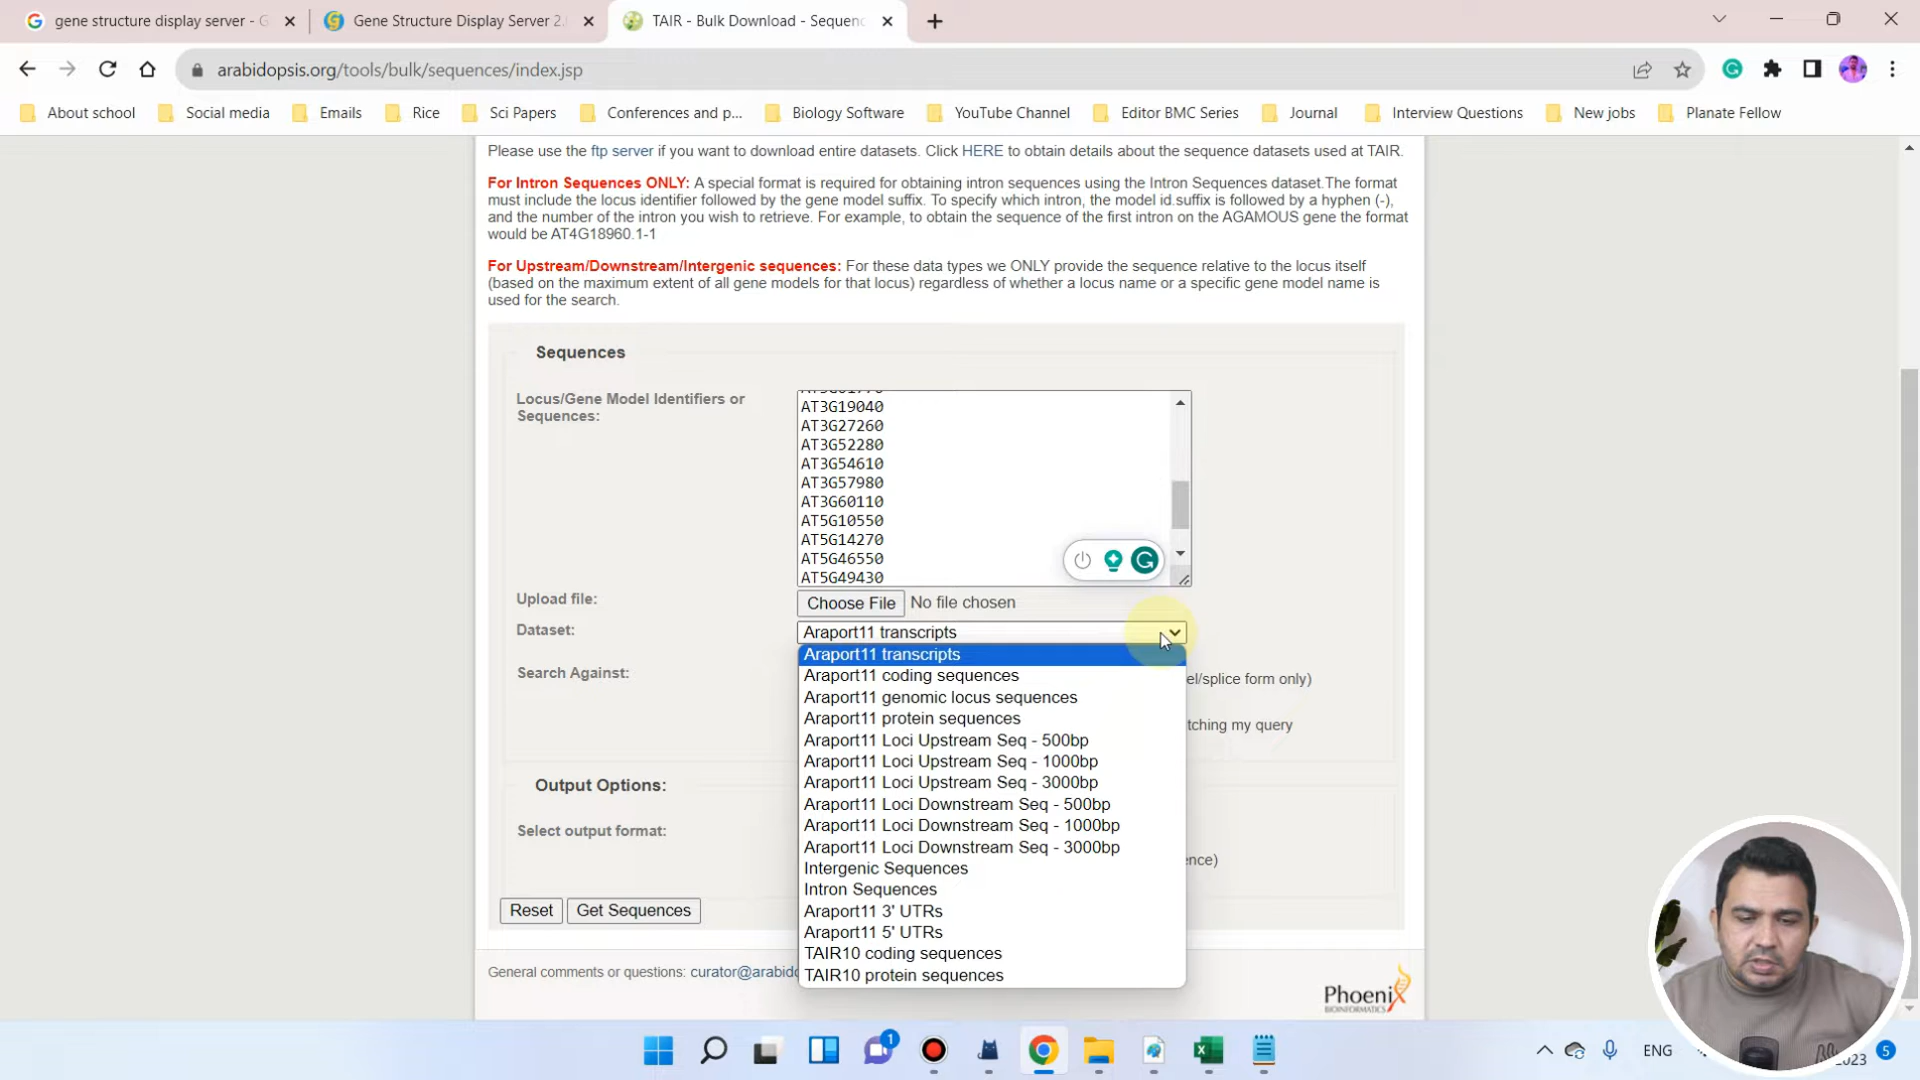 gene structure display server - G
Gene Structure Display Server 2.
TAIR - Bulk Download - Sequenc
arabidopsis.org/tools/bulk/sequences/index.jsp
About school
Social media
Emails
Rice
Sci Papers
Conferences and p...
Biology Software
YouTube Channel
Editor BMC Series
Journal
Interview Questions
New jobs
Planate Fellow
Please use the ftp server if you want to download entire datasets. Click HERE to obtain details about the sequence datasets used at TAIR.
For Intron Sequences ONLY: A special format is required for obtaining intron sequences using the Intron Sequences dataset.The format
must include the locus identifier followed by the gene model suffix. To specify which intron, the model id.suffix is followed by a hyphen (-),
and the number of the intron you wish to retrieve. For example, to obtain the sequence of the first intron on the AGAMOUS gene the format
would be AT4G18960.1-1
For Upstream/Downstream/Intergenic sequences: For these data types we ONLY provide the sequence relative to the locus itself
(based on the maximum extent of all gene models for that locus) regardless of whether a locus name or a specific gene model name is
used for the search.
Sequences
Locus/Gene Model Identifiers or
Sequences:
AT3G19040
AT3G27260
AT3G52280
AT3G54610
AT3G57980
AT3G60110
AT5G10550
AT5G14270
AT5G46550
AT5G49430
Upload file:
Choose File No file chosen
Dataset:
Araport11 transcripts
Araport11 transcripts
Araport11 coding sequences
Search Against:
el/splice form only)
Araport11 genomic locus sequences
Araport11 protein sequences
tching my query
Araport11 Loci Upstream Seq - 500bp
Araport11 Loci Upstream Seq - 1000bp
Araport11 Loci Upstream Seq - 3000bp
Output Options:
Araport11 Loci Downstream Seq - 500bp
Araport11 Loci Downstream Seq - 1000bp
Select output format:
Araport11 Loci Downstream Seq - 3000bp
ence)
Intergenic Sequences
Intron Sequences
Araport11 3' UTRs
Reset
Get Sequences
Araport11 5' UTRs
TAIR10 coding sequences
TAIR10 protein sequences
General comments or questions: curator@arabido
Phoenix
BIOINFORMATICS
1
ENG
2023
5